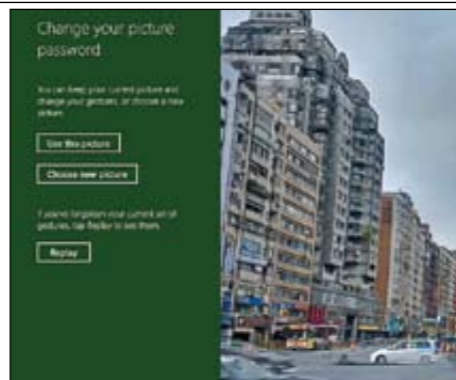 Change your picture
password
You can keep your current picture and
change your gestures, or choose a new
picture.
Use this picture
Choose new picture
If you've forgotten your current set of
gestures, tap Replay to see them.
Replay